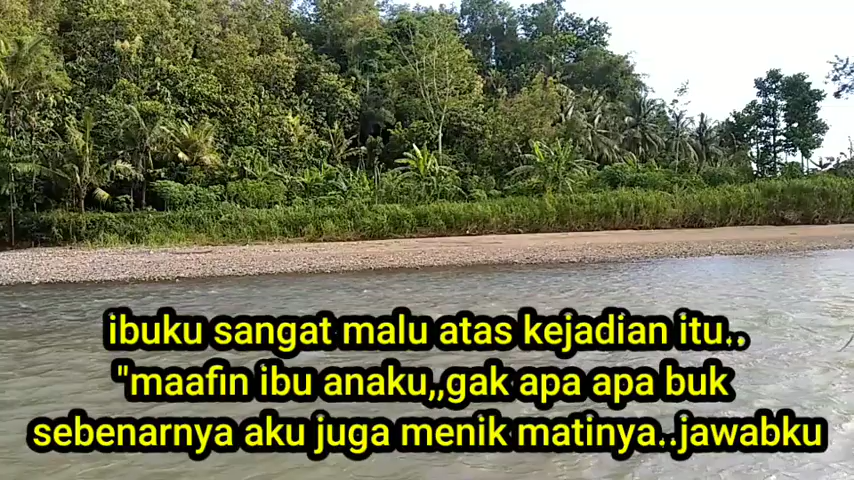 ibuku sangat malu atas kejadian itu..
"maafin ibu anaku,,gak apa apa buk
sebenarnya aku juga menik matinya..jawabku